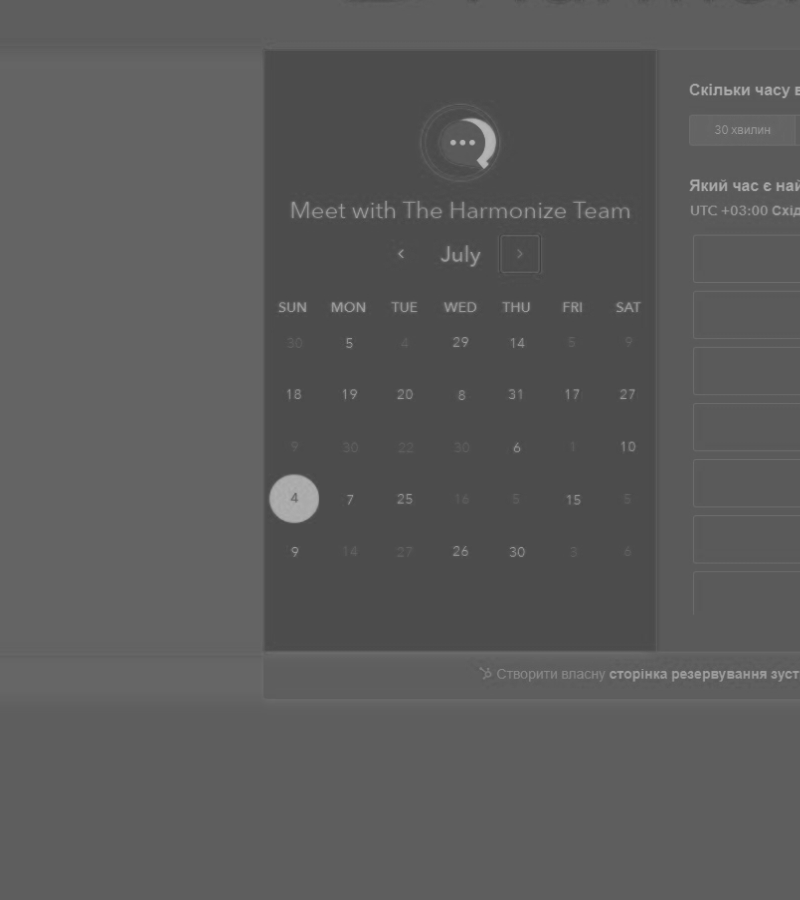 Meet with The Harmonize Team
July
SUN MON TUE WED THU FRI SAT
30 5 4 29 14 5 9
18 19 20 8 31 17 27
9 30 22 30 6 1 10
4 7 25 16 5 15 5
9 14 27 26 30 3 6
Скільки часу в
30 хвилин
Який час є най
UTC +03:00 Схід
Створити власну сторінка резервування зуст